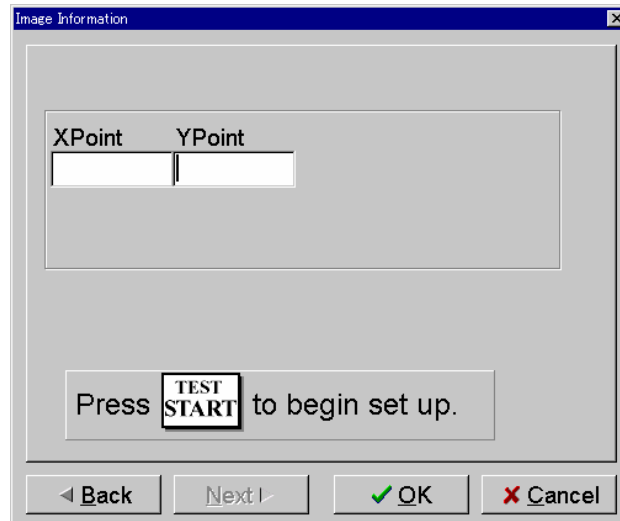 Image Information
XPoint YPoint
Press TEST START to begin set up.
Back Next OK Cancel